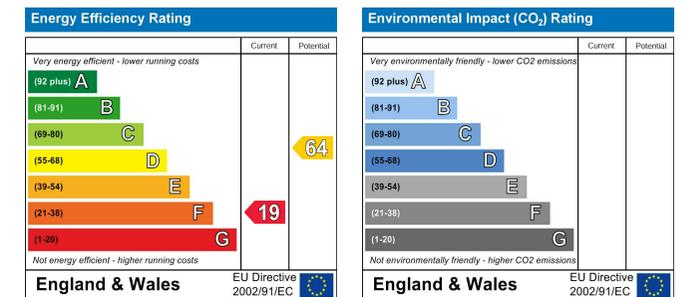 Energy Efficiency Rating
Current Potential
Very energy efficient - lower running costs
(92 plus) A
(81-91) B
(69-80) C
(55-68) D
64
(39-54) E
(21-38) F
19
(1-20) G
Not energy efficient - higher running costs
England & Wales
EU Directive
2002/91/EC
Environmental Impact (CO₂) Rating
Current Potential
Very environmentally friendly - lower CO2 emissions
(92 plus) A
(81-91) B
(69-80) C
(55-68) D
(39-54) E
(21-38) F
(1-20) G
Not environmentally friendly - higher CO2 emissions
England & Wales
EU Directive
2002/91/EC